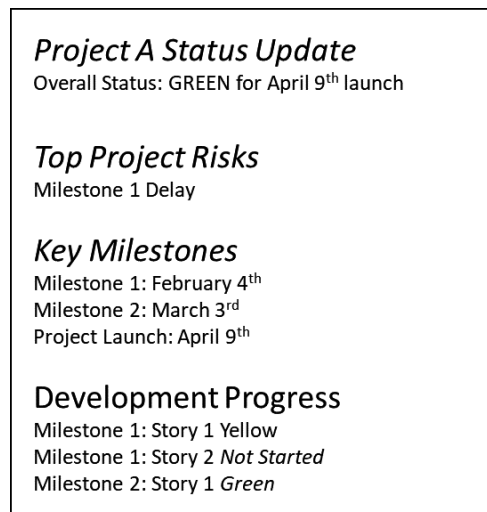 Project A Status Update
Overall Status: GREEN for April 9th launch
Top Project Risks
Milestone 1 Delay
Key Milestones
Milestone 1: February 4th
Milestone 2: March 3rd
Project Launch: April 9th
Development Progress
Milestone 1: Story 1 Yellow
Milestone 1: Story 2 Not Started
Milestone 2: Story 1 Green